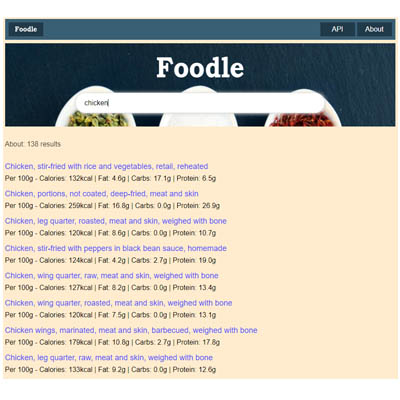 Foodle
API
About
Foodle
chicken
About: 138 results
Chicken, stir-fried with rice and vegetables, retail, reheated
Per 100g - Calories: 132kcal | Fat: 4.6g | Carbs: 17.1g | Protein: 6.5g
Chicken, portions, not coated, deep-fried, meat and skin
Per 100g - Calories: 259kcal | Fat: 16.8g | Carbs: 0.0g | Protein: 26.9g
Chicken, leg quarter, roasted, meat and skin, weighed with bone
Per 100g - Calories: 120kcal | Fat: 8.6g | Carbs: 0.0g | Protein: 10.7g
Chicken, stir-fried with peppers in black bean sauce, homemade
Per 100g - Calories: 124kcal | Fat: 4.2g | Carbs: 2.7g | Protein: 19.0g
Chicken, wing quarter, raw, meat and skin, weighed with bone
Per 100g - Calories: 127kcal | Fat: 8.2g | Carbs: 0.0g | Protein: 13.4g
Chicken, wing quarter, roasted, meat and skin, weighed with bone
Per 100g - Calories: 120kcal | Fat: 7.5g | Carbs: 0.0g | Protein: 13.1g
Chicken wings, marinated, meat and skin, barbecued, weighed with bone
Per 100g - Calories: 179kcal | Fat: 10.8g | Carbs: 2.7g | Protein: 17.8g
Chicken, leg quarter, raw, meat and skin, weighed with bone
Per 100g - Calories: 133kcal | Fat: 9.2g | Carbs: 0.0g | Protein: 12.6g